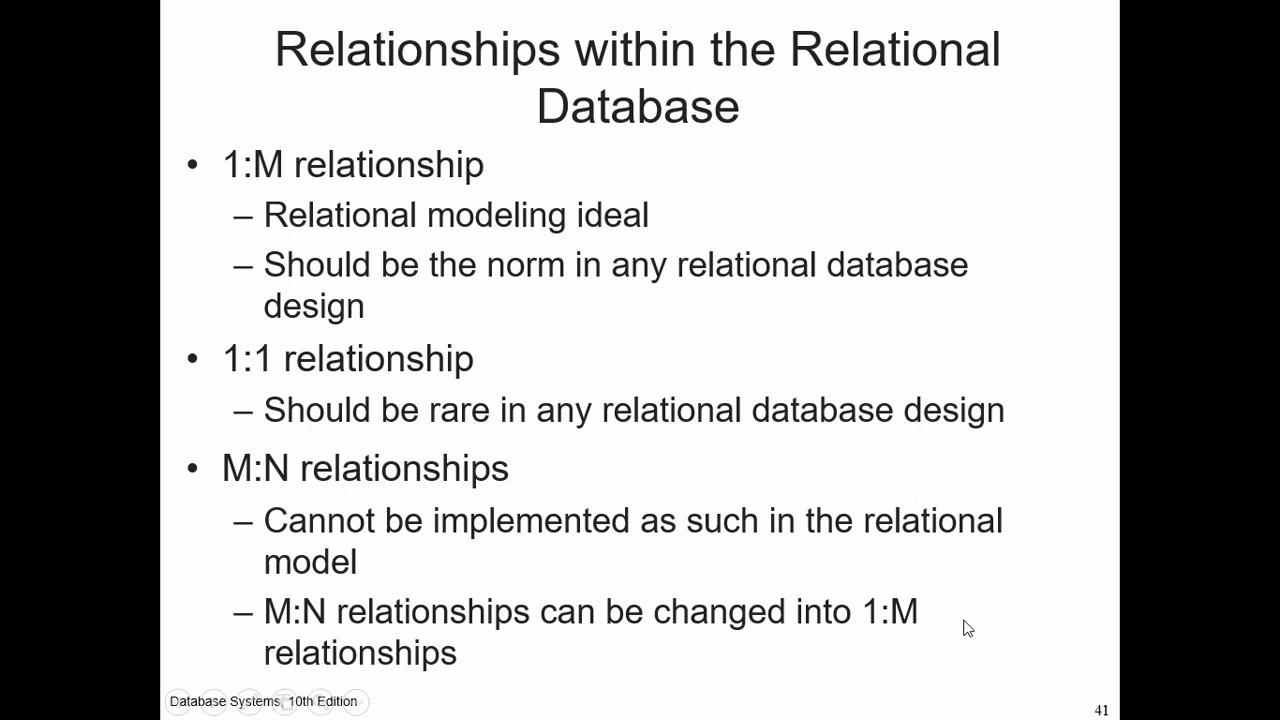 Relationships within the Relational
Database
• 1:M relationship
– Relational modeling ideal
– Should be the norm in any relational database
design
• 1:1 relationship
– Should be rare in any relational database design
• M:N relationships
– Cannot be implemented as such in the relational
model
– M:N relationships can be changed into 1:M
relationships
Database Systems, 10th Edition
41